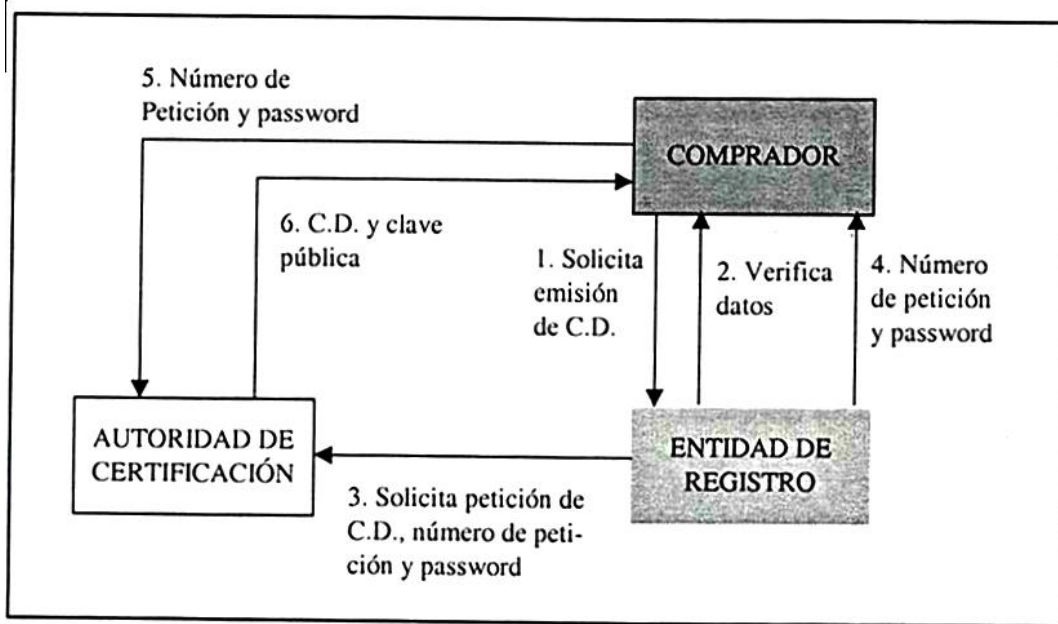 5. Número de
Petición y password
COMPRADOR
6. C.D. y clave
pública
1. Solicita
emisión
de C.D.
2. Verifica
datos
4. Número
de petición
y password
AUTORIDAD DE
CERTIFICACIÓN
ENTIDAD DE
REGISTRO
3. Solicita petición de
C.D., número de peti-
ción y password